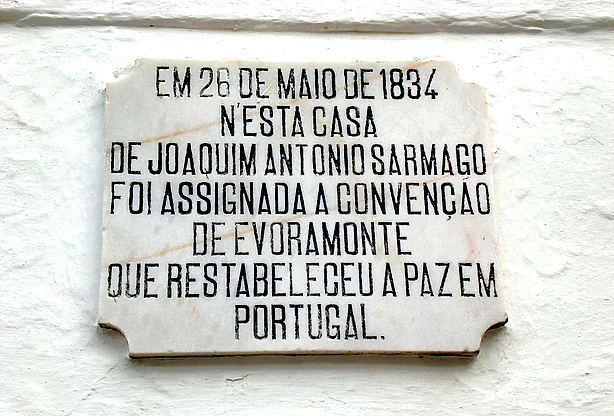 EM 26 DE MAIO DE 1834
N'ESTA CASA
DE JOAQUIM ANTONIO SARMAGO
FOI ASSIGNADA A CONVENÇÃO
DE EVORAMONTE
QUE RESTABELECEU A PAZ EM
PORTUGAL.